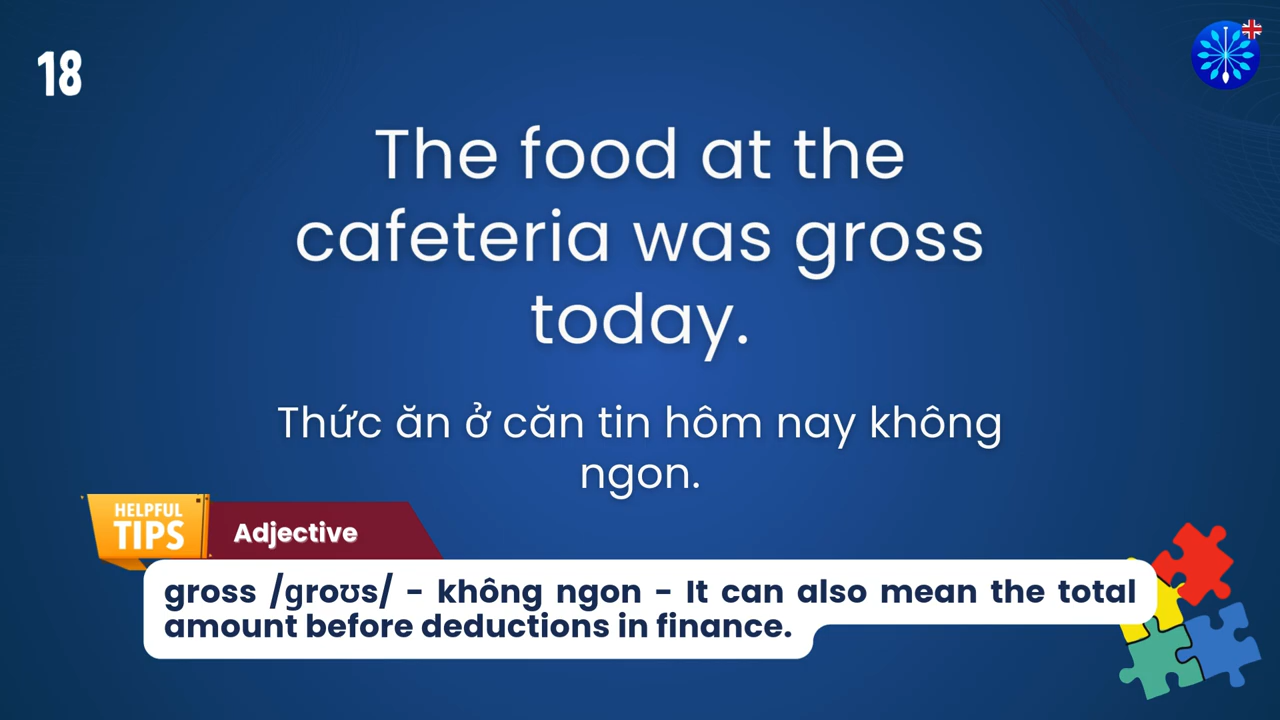 18
The food at the
cafeteria was gross
today.
Thức ăn ở căn tin hôm nay không
ngon.
HELPFUL
TIPS
Adjective
gross /ɡroʊs/ - không ngon - It can also mean the total
amount before deductions in finance.